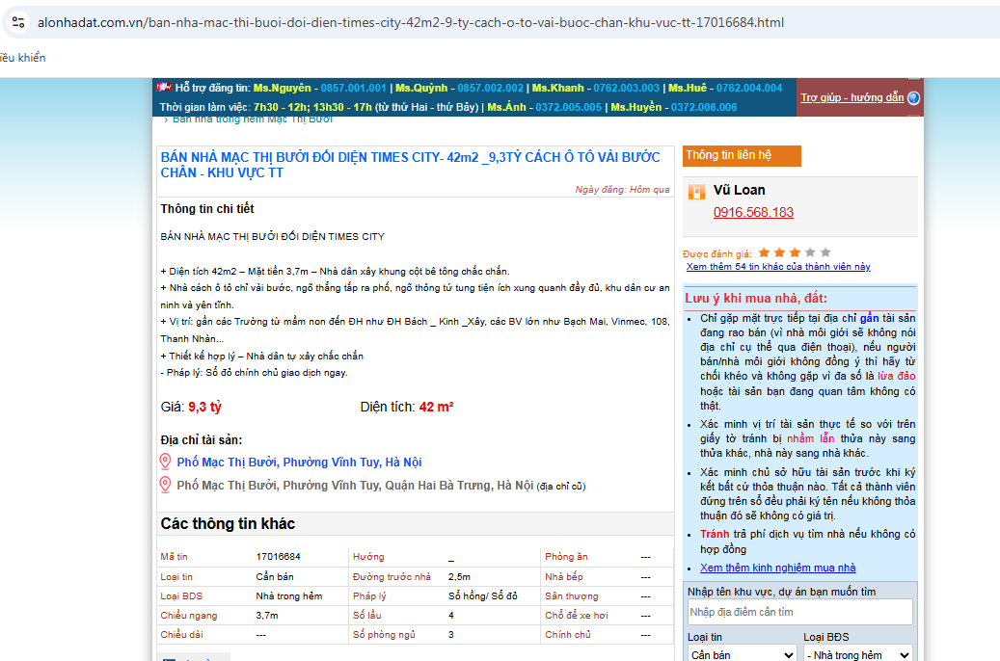 alonhadat.com.vn/ban-nha-mac-thi-buoi-doi-dien-times-city-42m2-9-ty-cach-o-to-vai-buoc-chan-khu-vuc-tt-17016684.html
iều khiển
Hỗ trợ đăng tin: Ms.Nguyên - 0857.001.001 | Ms.Quỳnh - 0857.002.002 | Ms.Khanh - 0762.003.003 | Ms.Huê - 0762.004.004
Thời gian làm việc: 7h30 - 12h; 13h30 - 17h (từ thứ Hai - thứ Bảy) | Ms.Ánh - 0372.005.005 | Ms.Huyền - 0372.006.006
Trợ giúp - hướng dẫn
› Bán nhà trong hẻm Mạc Thị Bưởi
BÁN NHÀ MẠC THỊ BƯỞI ĐỐI DIỆN TIMES CITY- 42m2 _9,3TỶ CÁCH Ô TÔ VÀI BƯỚC
CHÂN - KHU VỰC TT
Ngày đăng: Hôm qua
Thông tin chi tiết
BÁN NHÀ MẠC THỊ BƯỞI ĐỐI DIỆN TIMES CITY
+ Diện tích 42m2 – Mặt tiền 3,7m – Nhà dân xây khung cột bê tông chắc chắn.
+ Nhà cách ô tô chỉ vài bước, ngõ thẳng tắp ra phố, ngõ thông tứ tung tiện ích xung quanh đầy đủ, khu dân cư an
ninh và yên tĩnh.
+ Vị trí: gần các Trường từ mầm non đến ĐH như ĐH Bách _ Kinh _Xây, các BV lớn như Bạch Mai, Vinmec, 108,
Thanh Nhàn...
+ Thiết kế hợp lý – Nhà dân tự xây chắc chắn
- Pháp lý: Sổ đỏ chính chủ giao dịch ngay.
Giá: 9,3 tỷ
Diện tích: 42 m²
Địa chỉ tài sản:
Phố Mạc Thị Bưởi, Phường Vĩnh Tuy, Hà Nội
Phố Mạc Thị Bưởi, Phường Vĩnh Tuy, Quận Hai Bà Trưng, Hà Nội (địa chỉ cũ)
Các thông tin khác
Mã tin 17016684 Hướng _ Phòng ăn ---
Loại tin Cần bán Đường trước nhà 2,5m Nhà bếp ---
Loại BDS Nhà trong hẻm Pháp lý Sổ hồng/ Sổ đỏ Sân thượng ---
Chiều ngang 3,7m Số lầu 4 Chổ để xe hơi ---
Chiều dài --- Số phòng ngủ 3 Chính chủ ---
Thông tin liên hệ
Vũ Loan
0916.568.183
Được đánh giá:
Xem thêm 54 tin khác của thành viên này
Lưu ý khi mua nhà, đất:
• Chỉ gặp mặt trực tiếp tại địa chỉ gần tài sản
đang rao bán (vì nhà môi giới sẽ không nói
địa chỉ cụ thể qua điện thoại), nếu người
bán/nhà môi giới không đồng ý thì hãy từ
chối khéo và không gặp vì đa số là lừa đảo
hoặc tài sản bạn đang quan tâm không có
thật.
• Xác minh vị trí tài sản thực tế so với trên
giấy tờ tránh bị nhầm lẫn thửa này sang
thửa khác, nhà này sang nhà khác.
• Xác minh chủ sở hữu tài sản trước khi ký
kết bất cứ thỏa thuận nào. Tất cả thành viên
đứng trên sổ đều phải ký tên nếu không thỏa
thuận đó sẽ không có giá trị.
• Tránh trả phí dịch vụ tìm nhà nếu không có
hợp đồng
• Xem thêm kinh nghiệm mua nhà
Nhập tên khu vực, dự án bạn muốn tìm
Nhập địa điểm cần tìm
Loại tin Loại BĐS
Cần bán - Nhà trong hẻm